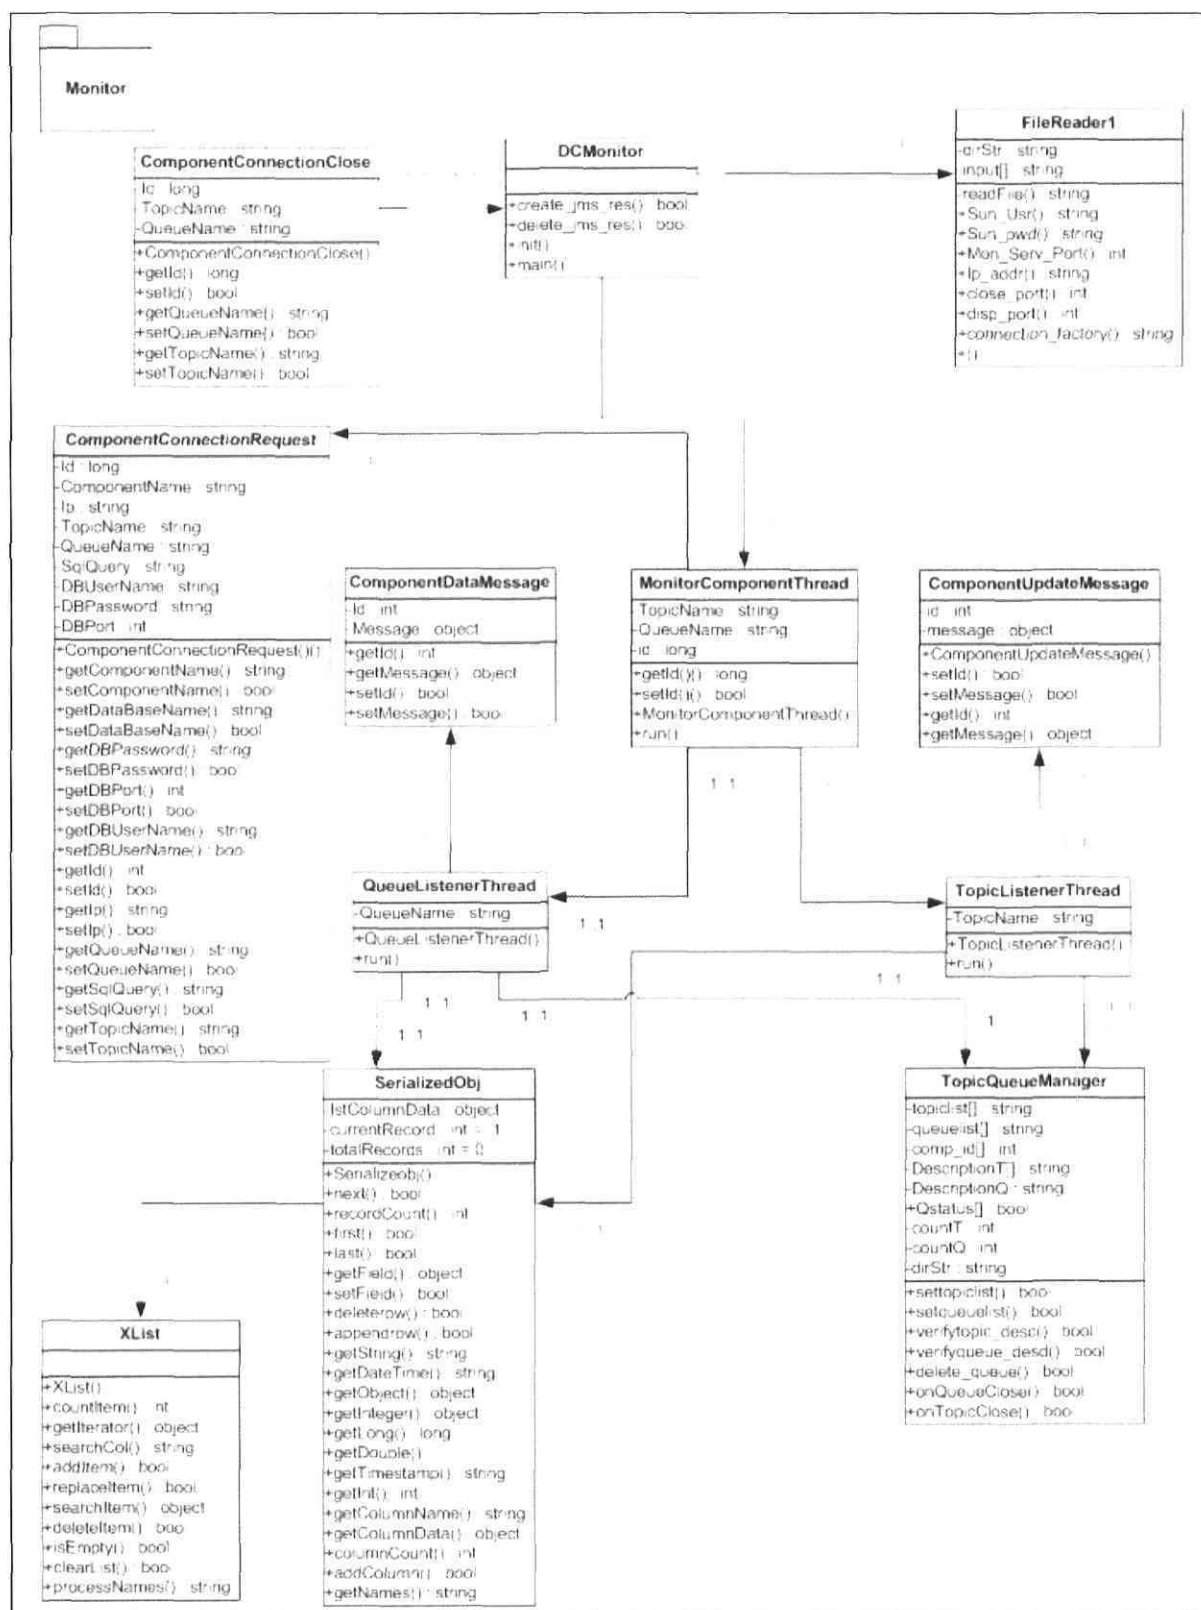 Monitor
ComponentConnectionClose
Id long
TopicName string
-QueueName string
+ComponentConnectionClose()
+getId() long
+setId() bool
+getQueueName() string
+setQueueName() bool
+getTopicName() string
+setTopicName() bool
DCMonitor
+create_jms_res() bool
+delete_jms_res() bool
+init()
+main()
FileReader1
-dirStr string
input[] string
readFile() string
+Sun_Usr() string
+Sun_pwd() string
+Mon_Serv_Port() int
+Ip_addr() string
+close_port() int
+disp_port() int
+connection_factory() string
+()
ComponentConnectionRequest
-Id long
-ComponentName string
-Ip string
TopicName string
-QueueName string
-SqlQuery string
-DBUserName string
-DBPassword string
-DBPort int
+ComponentConnectionRequest()()
+getComponentName() string
+setComponentName() bool
+getDataBaseName() string
+setDataBaseName() bool
+getDBPassword() string
+setDBPassword() bool
+getDBPort() int
+setDBPort() bool
+getDBUserName() string
+setDBUserName() bool
+getId() int
+setId() bool
+getIp() string
+setIp() bool
+getQueueName() string
+setQueueName() bool
+getSqlQuery() string
+setSqlQuery() bool
+getTopicName() string
+setTopicName() bool
ComponentDataMessage
-Id int
Message object
+getId() int
+getMessage() object
+setId() bool
+setMessage() bool
MonitorComponentThread
TopicName string
-QueueName string
-id long
+getId()() long
+setId()() bool
+MonitorComponentThread()
+run()
ComponentUpdateMessage
id int
-message object
+ComponentUpdateMessage()
+setId() bool
+setMessage() bool
+getId() int
+getMessage() object
1 1
QueueListenerThread
-QueueName string
+QueueListenerThread()
+run()
1 1
TopicListenerThread
-TopicName string
+TopicListenerThread()
+run()
1 1
1 1
1 1
1 1
1
1 1
SerializedObj
lstColumnData object
-currentRecord int = 1
-totalRecords int = 0
+Serializeobj()
+next() bool
+recordCount() int
+first() bool
+last() bool
+getField() object
+setField() bool
+deleterow() bool
+appendrow() bool
+getString() string
+getDateTime() string
+getObject() object
+getInteger() object
+getLong() long
+getDouble()
+getTimestamp() string
+getInt() int
+getColumnName() string
+getColumnData() object
+columnCount() int
+addColumn() bool
+getNames() string
TopicQueueManager
-topiclist[] string
-queuelist[] string
-comp_id[] int
-DescriptionT[] string
-DescriptionQ string
+Qstatus[] bool
-countT int
-countQ int
-dirStr string
+settopiclist() bool
+setqueuelist() bool
+verifytopic_desc() bool
+verifyqueue_desd() bool
+delete_queue() bool
+onQueueClose() bool
+onTopicClose() bool
XList
+XList()
+countItem() int
+getIterator() object
+searchCol() string
+addItem() bool
+replaceItem() bool
+searchItem() object
+deleteItem() bool
+isEmpty() bool
+clearList() bool
+processNames() string